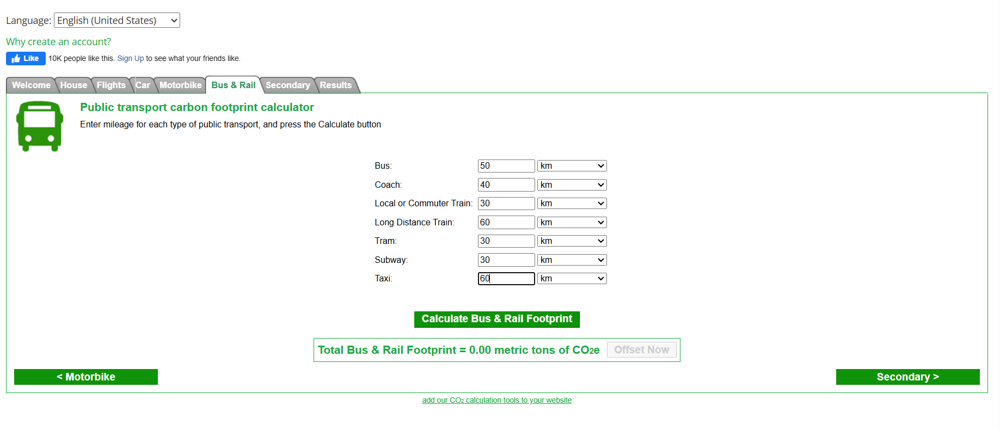 Language: English (United States)
Why create an account?
Like 10K people like this. Sign Up to see what your friends like.
Welcome House Flights Car Motorbike Bus & Rail Secondary Results
Public transport carbon footprint calculator
Enter mileage for each type of public transport, and press the Calculate button
Bus: 50 km
Coach: 40 km
Local or Commuter Train: 30 km
Long Distance Train: 60 km
Tram: 30 km
Subway: 30 km
Taxi: 60 km
Calculate Bus & Rail Footprint
Total Bus & Rail Footprint = 0.00 metric tons of CO2e Offset Now
< Motorbike Secondary >
add our CO2 calculation tools to your website